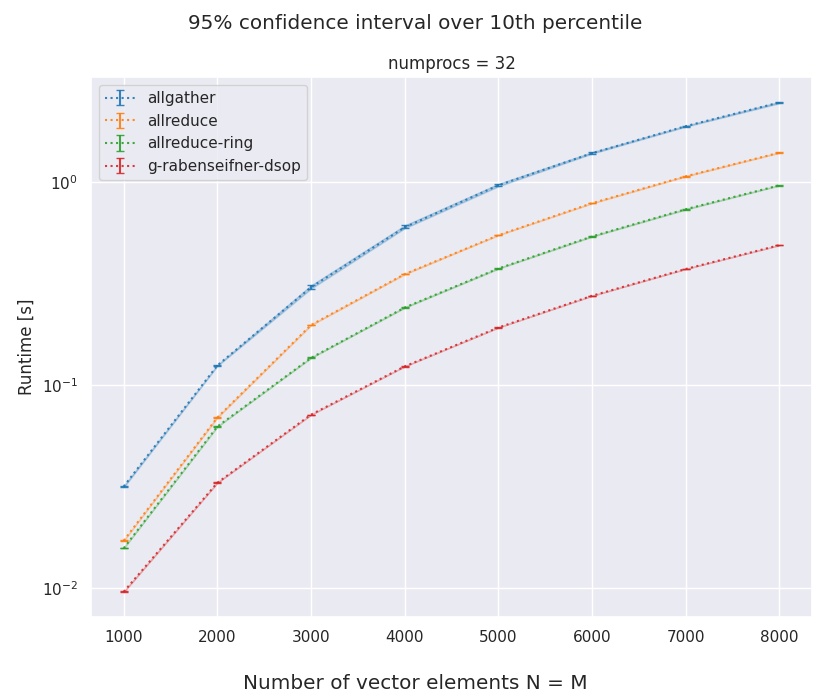 95% confidence interval over 10th percentile
numprocs = 32
allgather
allreduce
allreduce-ring
g-rabenseifner-dsop
Runtime [s]
10⁰
10⁻¹
10⁻²
1000 2000 3000 4000 5000 6000 7000 8000
Number of vector elements N = M